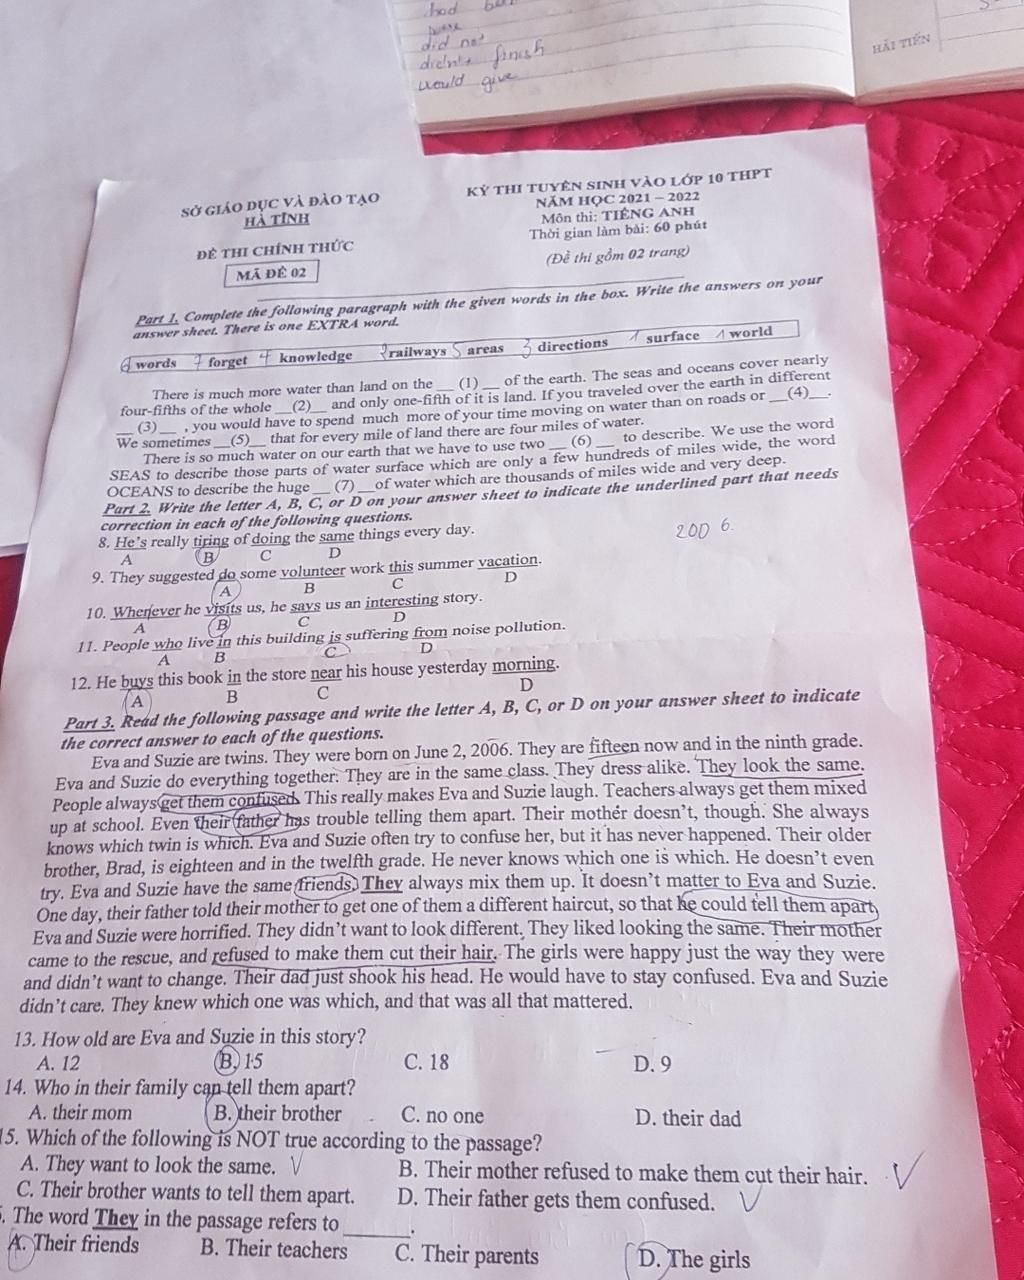 had
did not
didn't finish
would give
HẢI TIẾN
SỞ GIÁO DỤC VÀ ĐÀO TẠO
HÀ TĨNH
ĐỀ THI CHÍNH THỨC
MÃ ĐỀ 02
KỲ THI TUYỂN SINH VÀO LỚP 10 THPT
NĂM HỌC 2021 – 2022
Môn thi: TIẾNG ANH
Thời gian làm bài: 60 phút
(Đề thi gồm 02 trang)
Part 1. Complete the following paragraph with the given words in the box. Write the answers on your
answer sheet. There is one EXTRA word.
words 7 forget 4 knowledge railways 5 areas 3 directions 1 surface 1 world
There is much more water than land on the __ (1) __ of the earth. The seas and oceans cover nearly
four-fifths of the whole __(2)__ and only one-fifth of it is land. If you traveled over the earth in different
__ (3)__ , you would have to spend much more of your time moving on water than on roads or __(4)__.
We sometimes __(5)__ that for every mile of land there are four miles of water.
There is so much water on our earth that we have to use two __ (6) __ to describe. We use the word
SEAS to describe those parts of water surface which are only a few hundreds of miles wide, the word
OCEANS to describe the huge __ (7) __of water which are thousands of miles wide and very deep.
Part 2. Write the letter A, B, C, or D on your answer sheet to indicate the underlined part that needs
correction in each of the following questions.
8. He's really tiring of doing the same things every day.
A B C D
200 6.
9. They suggested do some volunteer work this summer vacation.
A B C D
10. Whenever he visits us, he says us an interesting story.
A B C D
11. People who live in this building is suffering from noise pollution.
A B C D
12. He buys this book in the store near his house yesterday morning.
A B C D
Part 3. Read the following passage and write the letter A, B, C, or D on your answer sheet to indicate
the correct answer to each of the questions.
Eva and Suzie are twins. They were born on June 2, 2006. They are fifteen now and in the ninth grade.
Eva and Suzie do everything together. They are in the same class. They dress alike. They look the same.
People always get them confused. This really makes Eva and Suzie laugh. Teachers always get them mixed
up at school. Even their father has trouble telling them apart. Their mother doesn't, though. She always
knows which twin is which. Eva and Suzie often try to confuse her, but it has never happened. Their older
brother, Brad, is eighteen and in the twelfth grade. He never knows which one is which. He doesn't even
try. Eva and Suzie have the same friends. They always mix them up. It doesn't matter to Eva and Suzie.
One day, their father told their mother to get one of them a different haircut, so that he could tell them apart.
Eva and Suzie were horrified. They didn't want to look different. They liked looking the same. Their mother
came to the rescue, and refused to make them cut their hair. The girls were happy just the way they were
and didn't want to change. Their dad just shook his head. He would have to stay confused. Eva and Suzie
didn't care. They knew which one was which, and that was all that mattered.
13. How old are Eva and Suzie in this story?
A. 12 B. 15 C. 18 D. 9
14. Who in their family can tell them apart?
A. their mom B. their brother C. no one D. their dad
15. Which of the following is NOT true according to the passage?
A. They want to look the same. B. Their mother refused to make them cut their hair.
C. Their brother wants to tell them apart. D. Their father gets them confused.
. The word They in the passage refers to ______.
A. Their friends B. Their teachers C. Their parents D. The girls